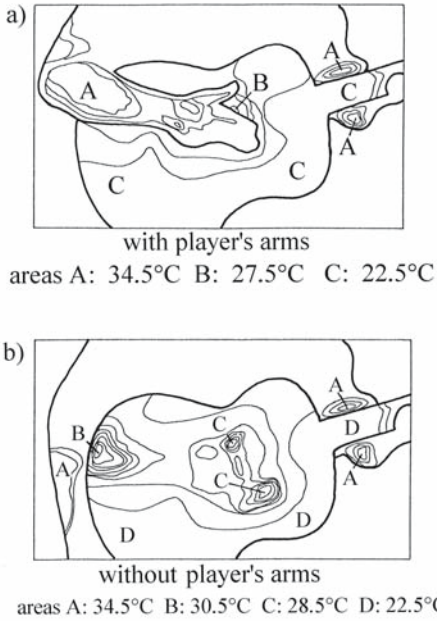 a)
A
A
C
B
A
C
C
with player's arms
areas A: 34.5°C B: 27.5°C C: 22.5°C
b)
A
C
D
B
A
C
A
D
D
without player's arms
areas A: 34.5°C B: 30.5°C C: 28.5°C D: 22.5°C